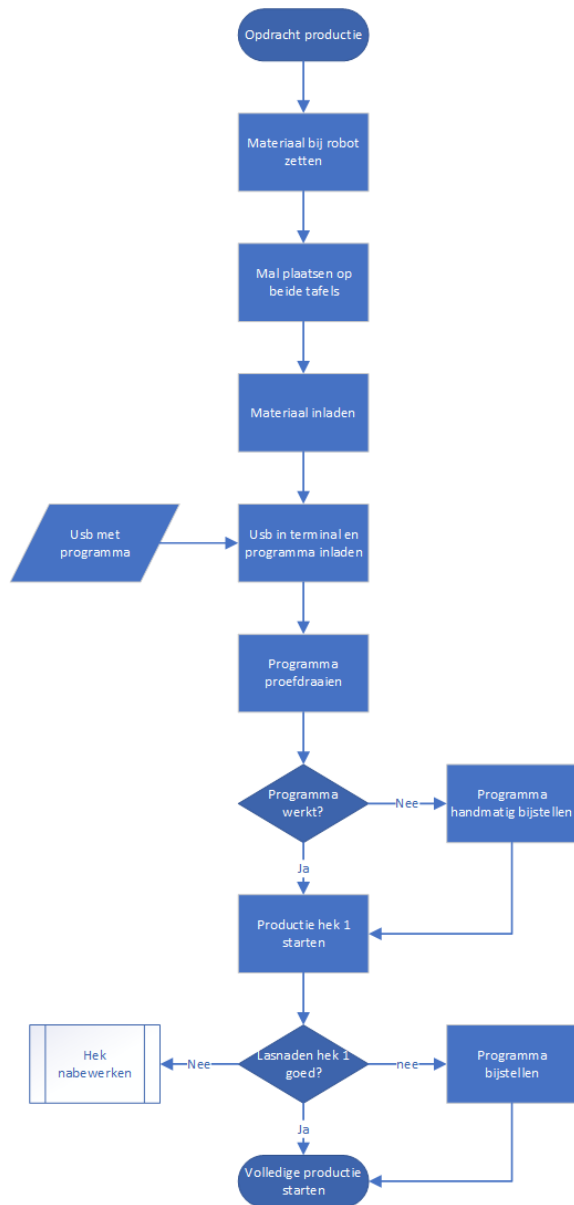 Opdracht productie
Materiaal bij robot
zetten
Mal plaatsen op
beide tafels
Materiaal inladen
Usb met
programma
Usb in terminal en
programma inladen
Programma
proefdraaien
Programma
werkt?
Nee
Programma
handmatig bijstellen
Ja
Productie hek 1
starten
Hek
nabewerken
Nee
Lasnaden hek 1
goed?
nee
Programma
bijstellen
Ja
Volledige productie
starten